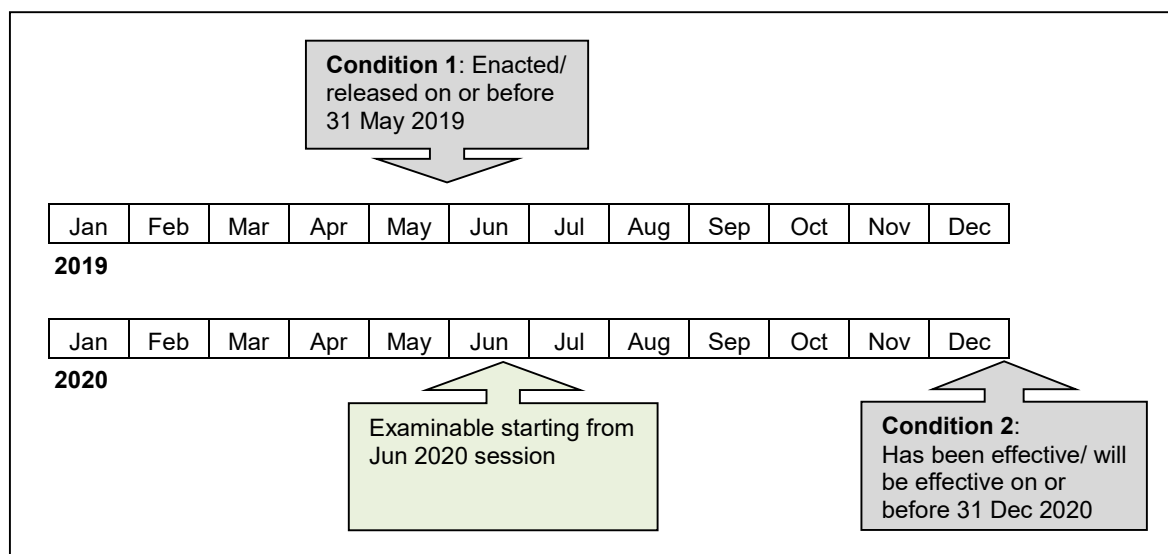 Condition 1: Enacted/
released on or before
31 May 2019
Jan Feb Mar Apr May Jun Jul Aug Sep Oct Nov Dec
2019
Jan Feb Mar Apr May Jun Jul Aug Sep Oct Nov Dec
2020
Examinable starting from
Jun 2020 session
Condition 2:
Has been effective/ will
be effective on or
before 31 Dec 2020